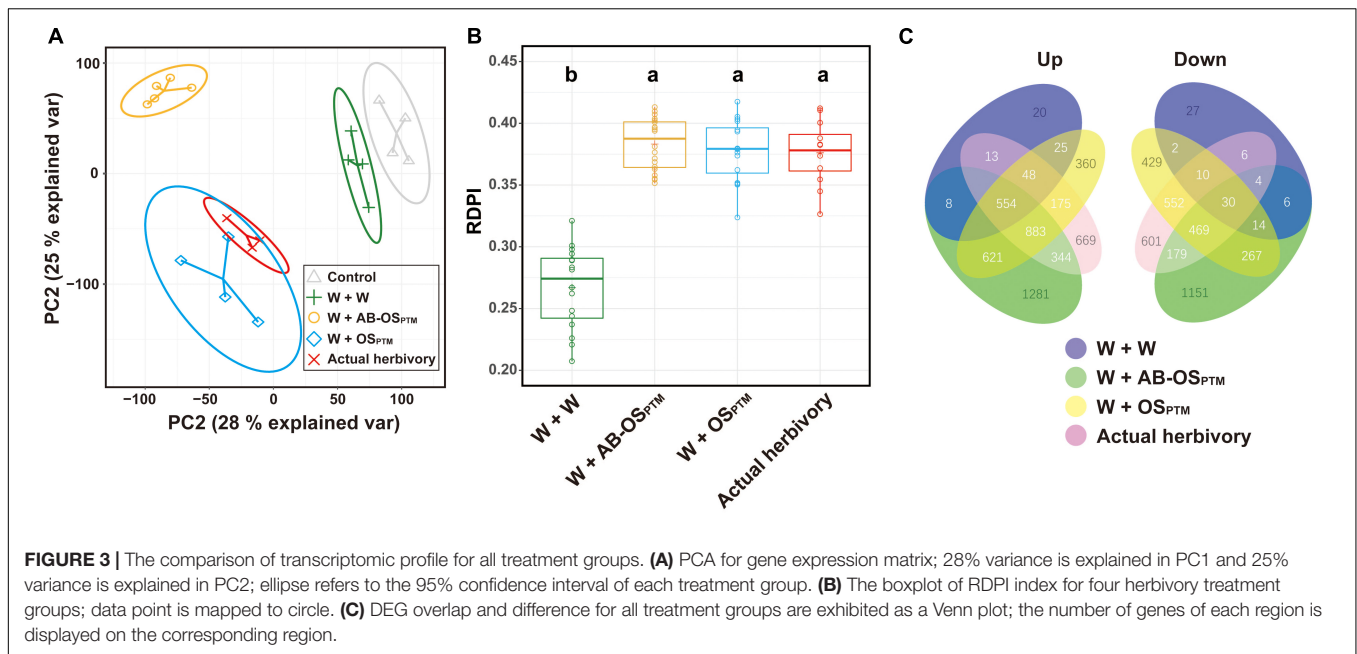 A
100
0
−100
PC2 (25 % explained var)
−100
−50
0
50
100
PC2 (28 % explained var)
Control
W + W
W + AB-OSPTM
W + OSPTM
Actual herbivory
B
0.45
0.40
0.35
0.30
0.25
0.20
RDPI
b
a
a
a
W + W
W + AB-OSPTM
W + OSPTM
Actual herbivory
C
Up
Down
20
13
25
360
48
8
554
175
883
669
621
344
1281
27
2
6
429
10
4
552
30
6
14
469
601
179
267
1151
W + W
W + AB-OSPTM
W + OSPTM
Actual herbivory
FIGURE 3 | The comparison of transcriptomic profile for all treatment groups. (A) PCA for gene expression matrix; 28% variance is explained in PC1 and 25%
variance is explained in PC2; ellipse refers to the 95% confidence interval of each treatment group. (B) The boxplot of RDPI index for four herbivory treatment
groups; data point is mapped to circle. (C) DEG overlap and difference for all treatment groups are exhibited as a Venn plot; the number of genes of each region is
displayed on the corresponding region.